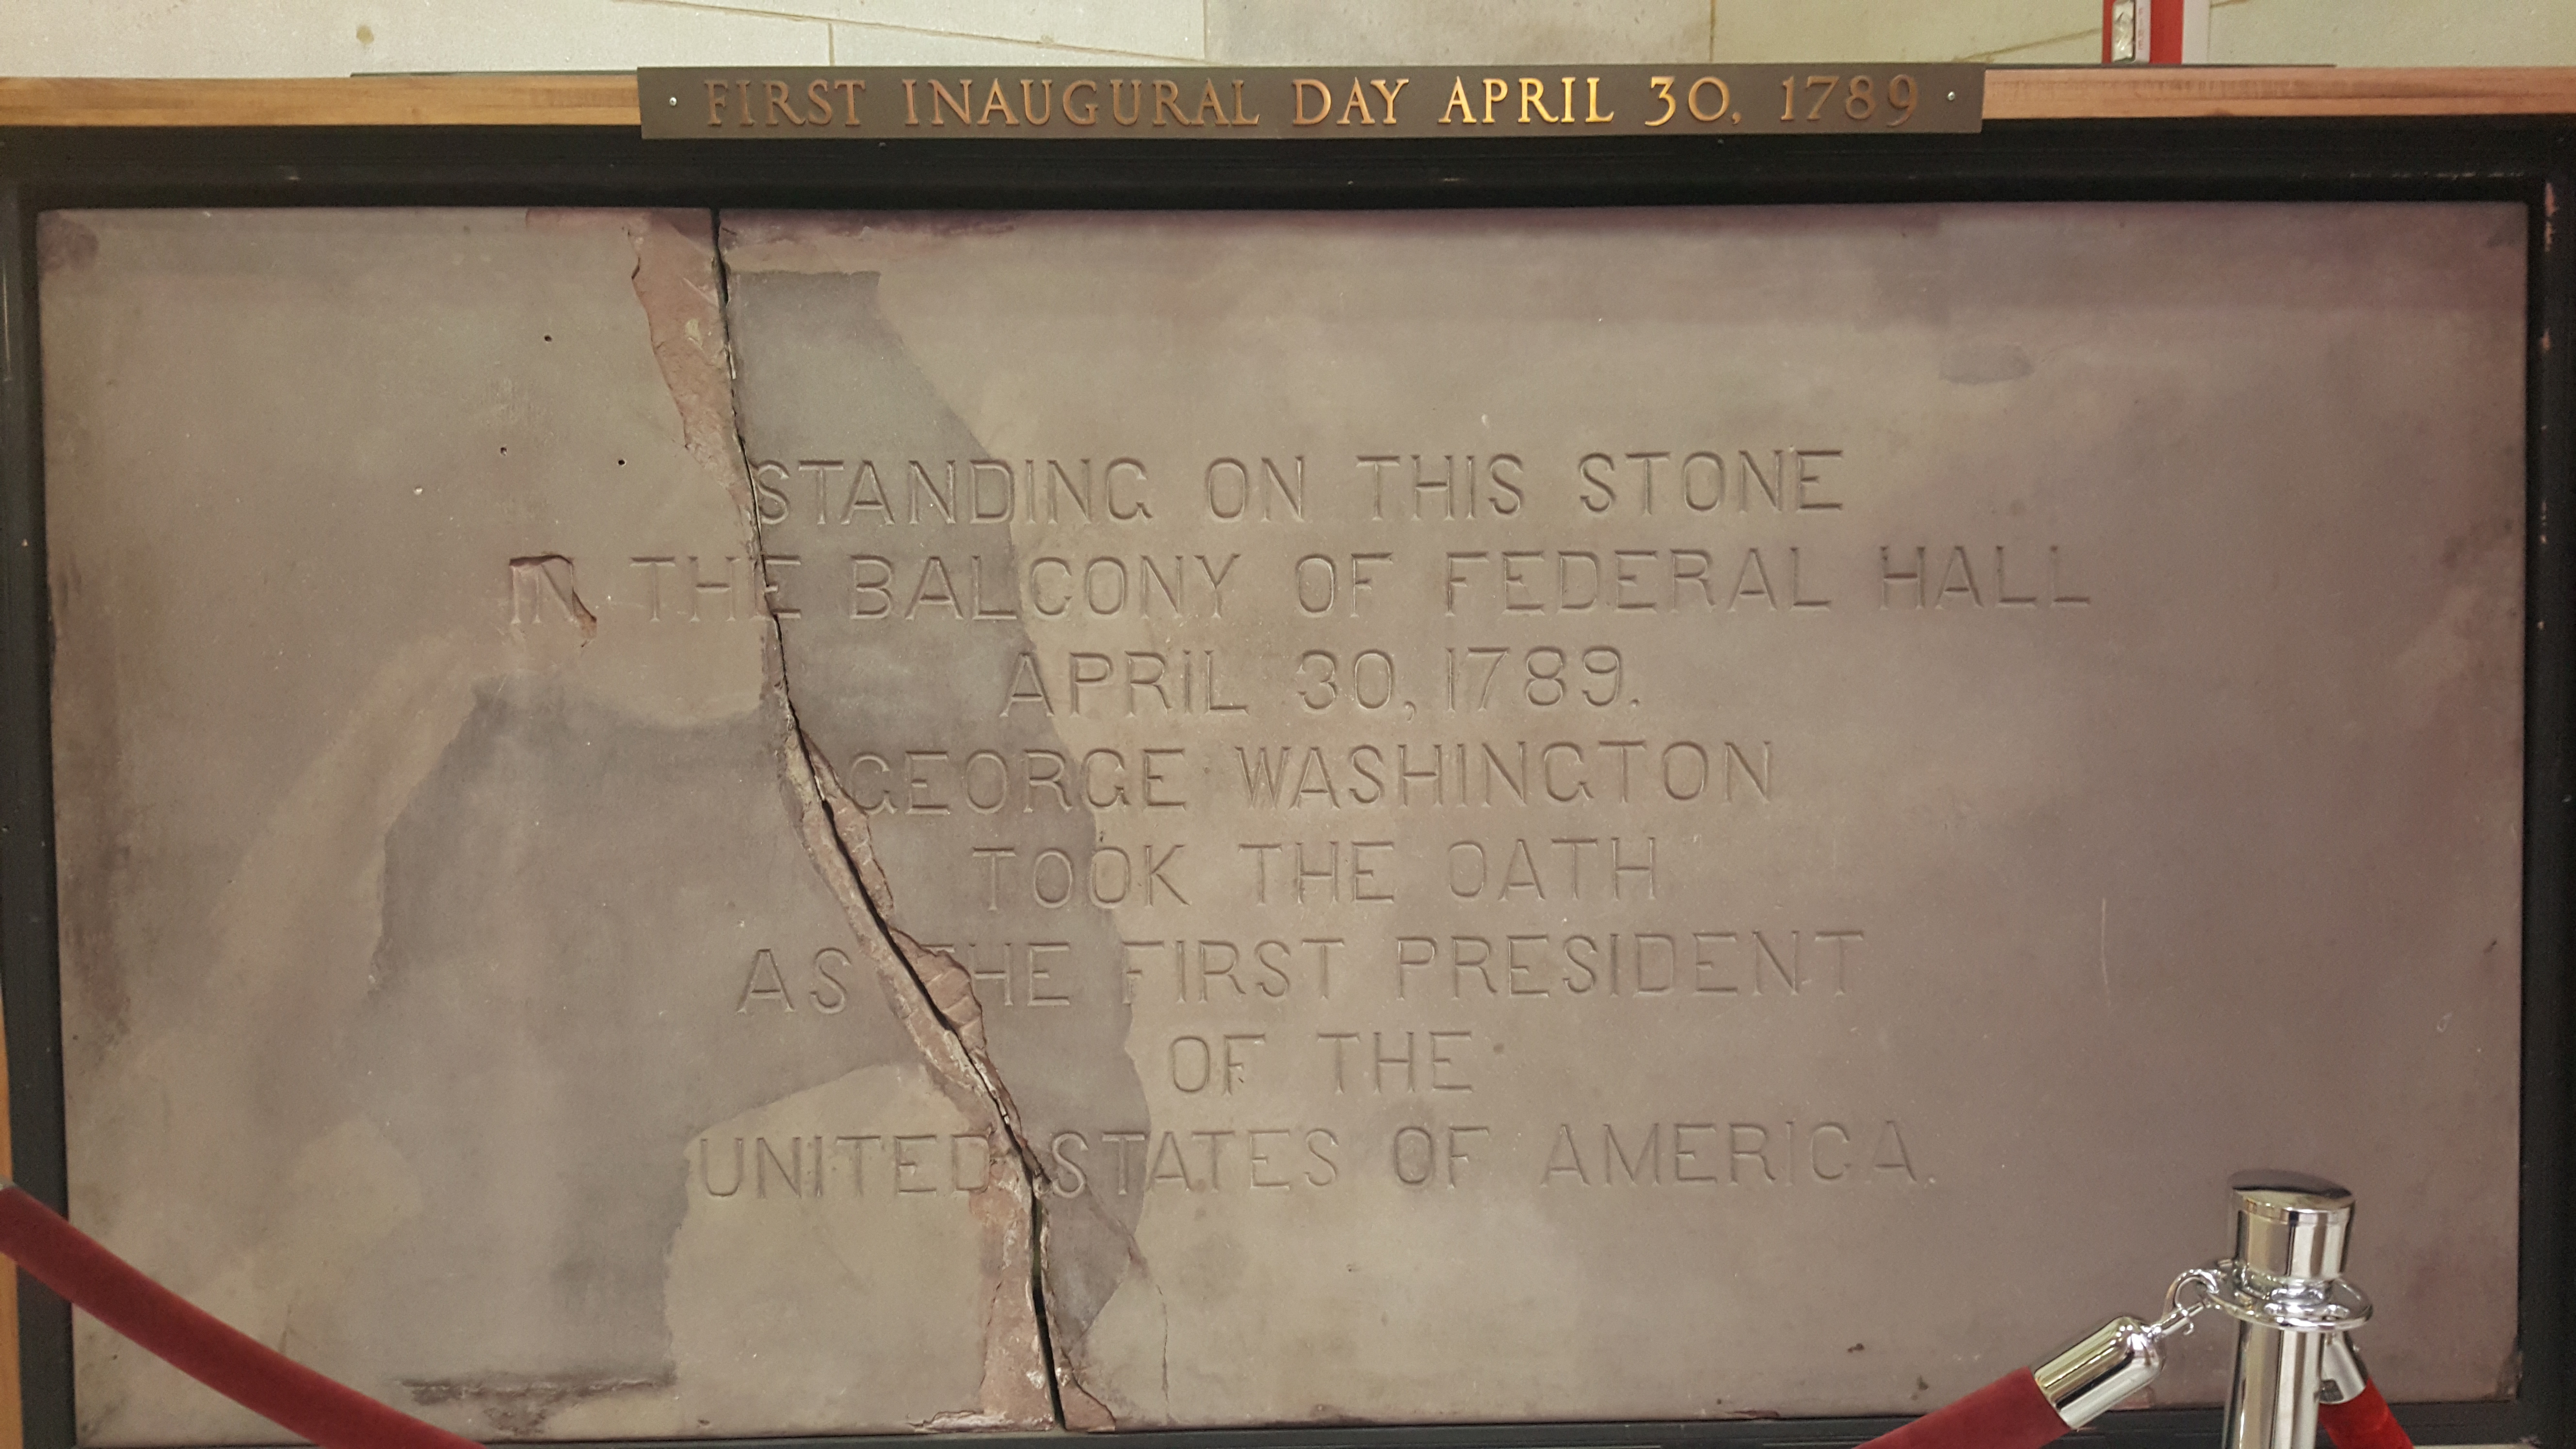 FIRST INAUGURAL DAY APRIL 30, 1789
STANDING ON THIS STONE
IN THE BALCONY OF FEDERAL HALL
APRIL 30, 1789.
GEORGE WASHINGTON
TOOK THE OATH
AS THE FIRST PRESIDENT
OF THE
UNITED STATES OF AMERICA.